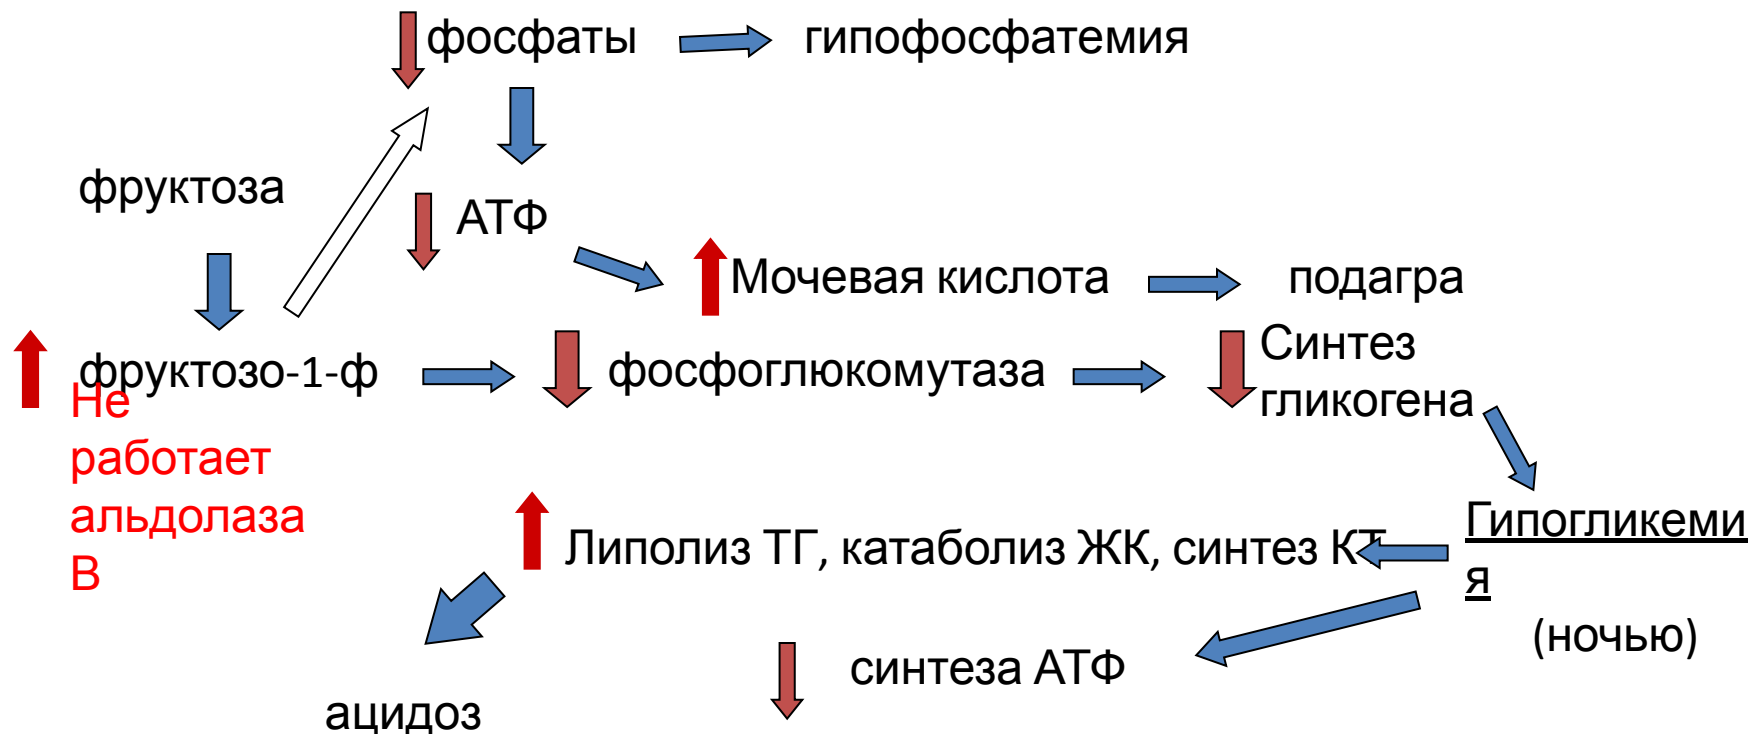 фосфаты
гипофосфатемия
фруктоза
АТФ
Мочевая кислота
подагра
фруктозо-1-ф
фосфоглюкомутаза
Синтез
гликогена
Не
работает
альдолаза
В
Липолиз ТГ, катаболиз ЖК, синтез КТ
Гипогликеми
я
(ночью)
синтеза АТФ
ацидоз